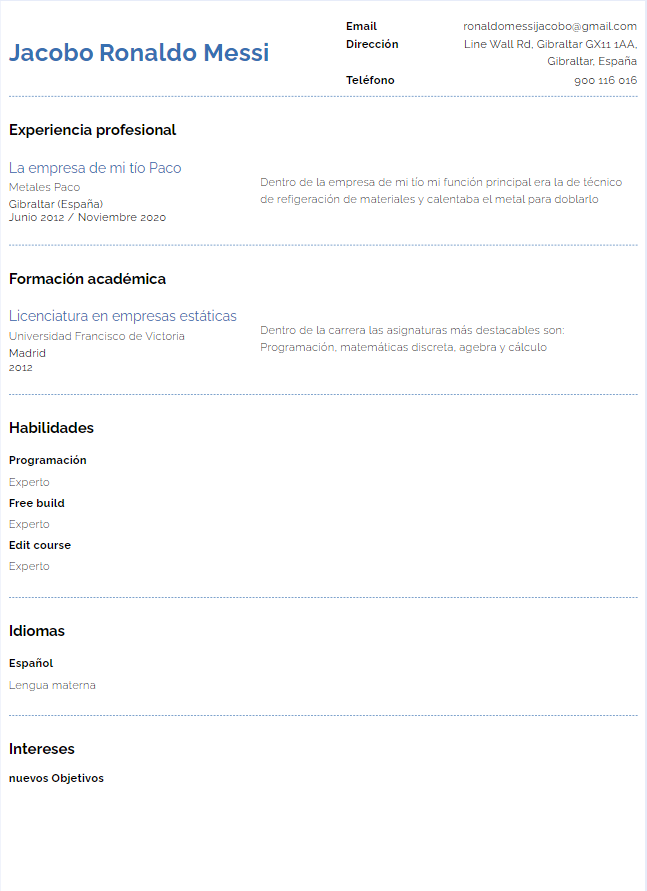 Jacobo Ronaldo Messi
Email ronaldomessijacobo@gmail.com
Dirección Line Wall Rd, Gibraltar GX11 1AA,
Gibraltar, España
Teléfono 900 116 016
Experiencia profesional
La empresa de mi tío Paco
Metales Paco
Gibraltar (España)
Junio 2012 / Noviembre 2020
Dentro de la empresa de mi tío mi función principal era la de técnico
de refigeración de materiales y calentaba el metal para doblarlo
Formación académica
Licenciatura en empresas estáticas
Universidad Francisco de Victoria
Madrid
2012
Dentro de la carrera las asignaturas más destacables son:
Programación, matemáticas discreta, agebra y cálculo
Habilidades
Programación
Experto
Free build
Experto
Edit course
Experto
Idiomas
Español
Lengua materna
Intereses
nuevos Objetivos